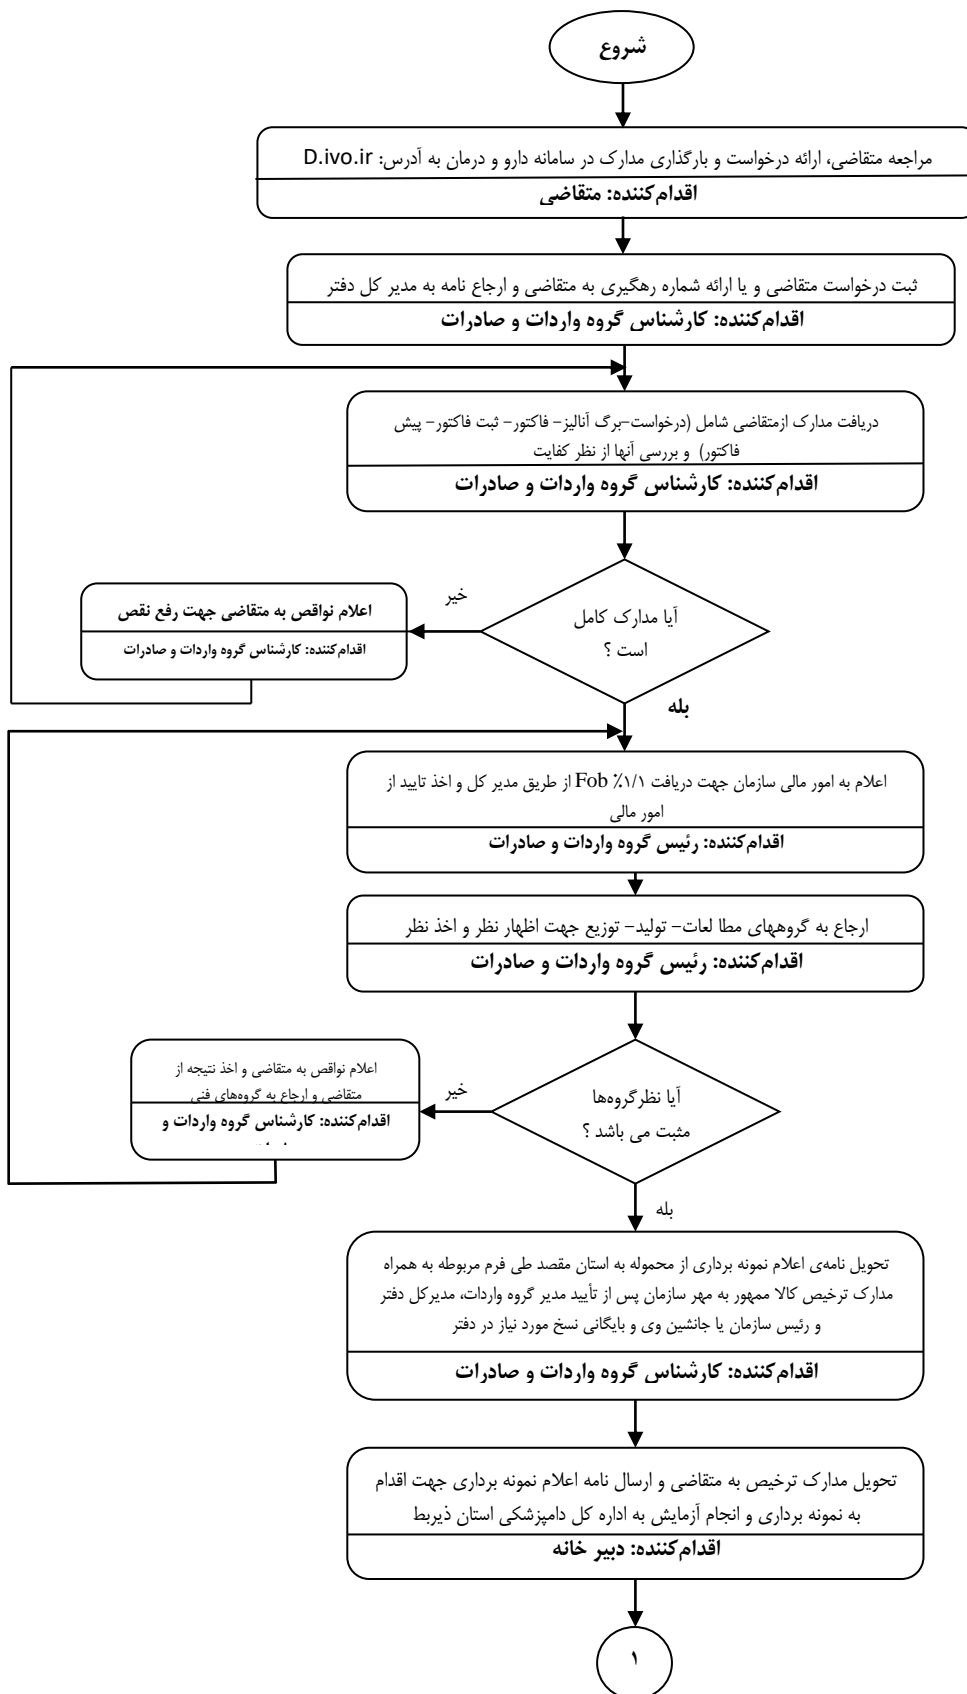 شروع
مراجعه متقاضی، ارائه درخواست و بارگذاری مدارک در سامانه دارو و درمان به آدرس: D.ivo.ir
اقدام‌کننده: متقاضی
ثبت درخواست متقاضی و یا ارائه شماره رهگیری به متقاضی و ارجاع نامه به مدیر کل دفتر
اقدام‌کننده: کارشناس گروه واردات و صادرات
دریافت مدارک ازمتقاضی شامل (درخواست-برگ آنالیز- فاکتور- ثبت فاکتور- پیش
فاکتور) و بررسی آنها از نظر کفایت
اقدام‌کننده: کارشناس گروه واردات و صادرات
آیا مدارک کامل
است ؟
خیر
اعلام نواقص به متقاضی جهت رفع نقص
اقدام‌کننده: کارشناس گروه واردات و صادرات
بله
اعلام به امور مالی سازمان جهت دریافت ۱/۱٪ Fob از طریق مدیر کل و اخذ تایید از
امور مالی
اقدام‌کننده: رئیس گروه واردات و صادرات
ارجاع به گروههای مطا لعات- تولید- توزیع جهت اظهار نظر و اخذ نظر
اقدام‌کننده: رئیس گروه واردات و صادرات
آیا نظرگروه‌ها
مثبت می باشد ؟
خیر
اعلام نواقص به متقاضی و اخذ نتیجه از
متقاضی و ارجاع به گروه‌های فنی
اقدام‌کننده: کارشناس گروه واردات و
بله
تحویل نامه‌ی اعلام نمونه برداری از محموله به استان مقصد طی فرم مربوطه به همراه
مدارک ترخیص کالا ممهور به مهر سازمان پس از تأیید مدیر گروه واردات، مدیرکل دفتر
و رئیس سازمان یا جانشین وی و بایگانی نسخ مورد نیاز در دفتر
اقدام‌کننده: کارشناس گروه واردات و صادرات
تحویل مدارک ترخیص به متقاضی و ارسال نامه اعلام نمونه برداری جهت اقدام
به نمونه برداری و انجام آزمایش به اداره کل دامپزشکی استان ذیربط
اقدام‌کننده: دبیر خانه
۱